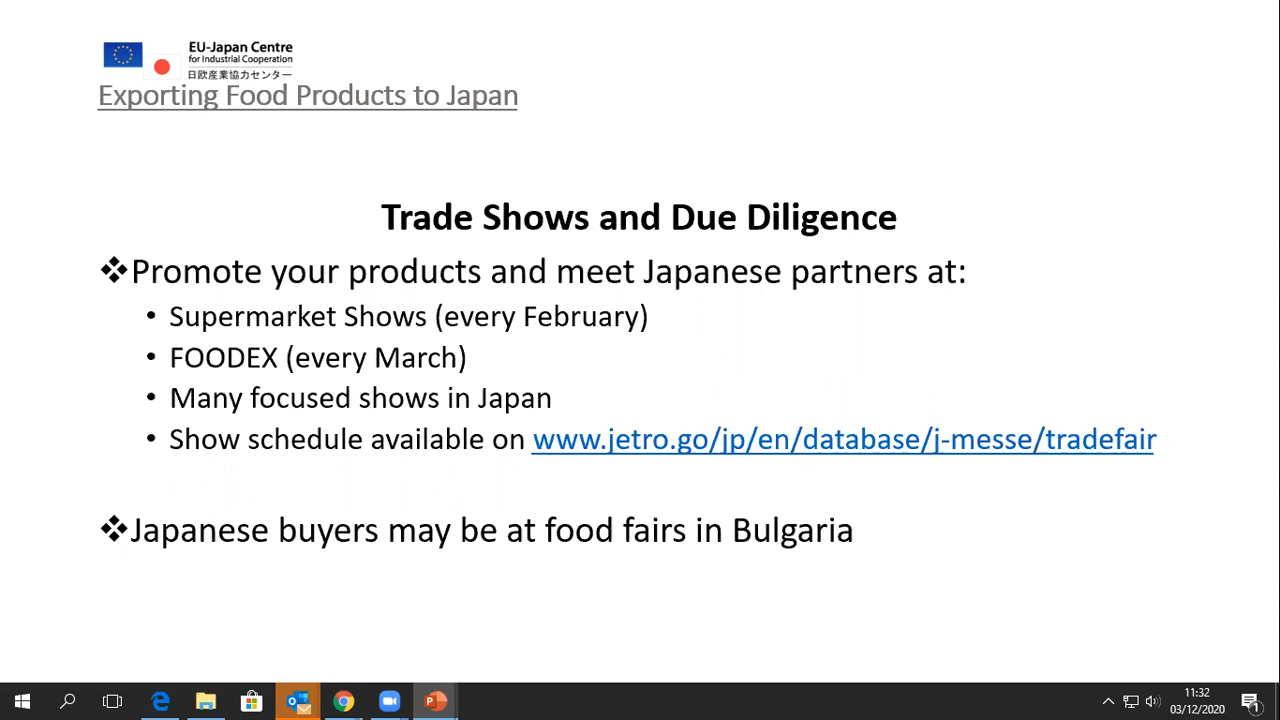 EU-Japan Centre
for Industrial Cooperation
日欧産業協力センター
Exporting Food Products to Japan
Trade Shows and Due Diligence
❖Promote your products and meet Japanese partners at:
• Supermarket Shows (every February)
• FOODEX (every March)
• Many focused shows in Japan
• Show schedule available on www.jetro.go/jp/en/database/j-messe/tradefair
❖Japanese buyers may be at food fairs in Bulgaria
11:32
03/12/2020
1